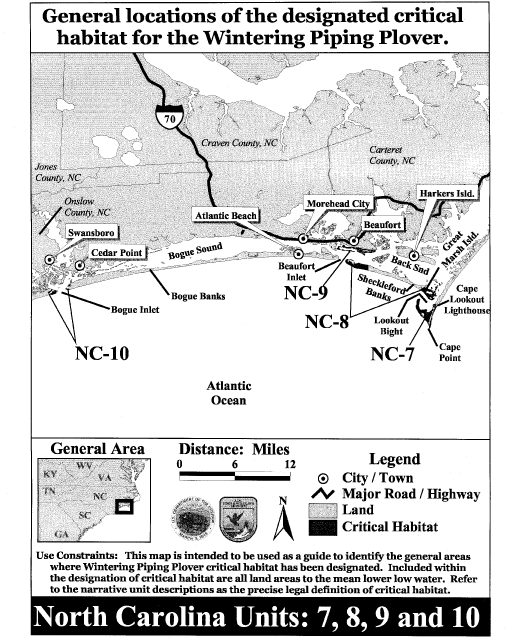 General locations of the designated critical
habitat for the Wintering Piping Plover.
70
Craven County, NC
Carteret
County, NC
Jones
County, NC
Onslow
County, NC
Harkers Isld.
Morehead City
Atlantic Beach
Beaufort
Swansboro
Cedar Point
Bogue Sound
Great
Marsh Isld.
Back Snd
Beaufort
Inlet
NC-9
Bogue Banks
Sheckleford
Banks
Cape
Lookout
Lighthouse
Bogue Inlet
NC-8
Lookout
Bight
NC-10
NC-7
Cape
Point
Atlantic
Ocean
General Area
WV
KY
VA
TN
NC
SC
GA
Distance: Miles
0 6 12
N
Legend
City / Town
Major Road / Highway
Land
Critical Habitat
Use Constraints: This map is intended to be used as a guide to identify the general areas
where Wintering Piping Plover critical habitat has been designated. Included within
the designation of critical habitat are all land areas to the mean lower low water. Refer
to the narrative unit descriptions as the precise legal definition of critical habitat.
North Carolina Units: 7, 8, 9 and 10